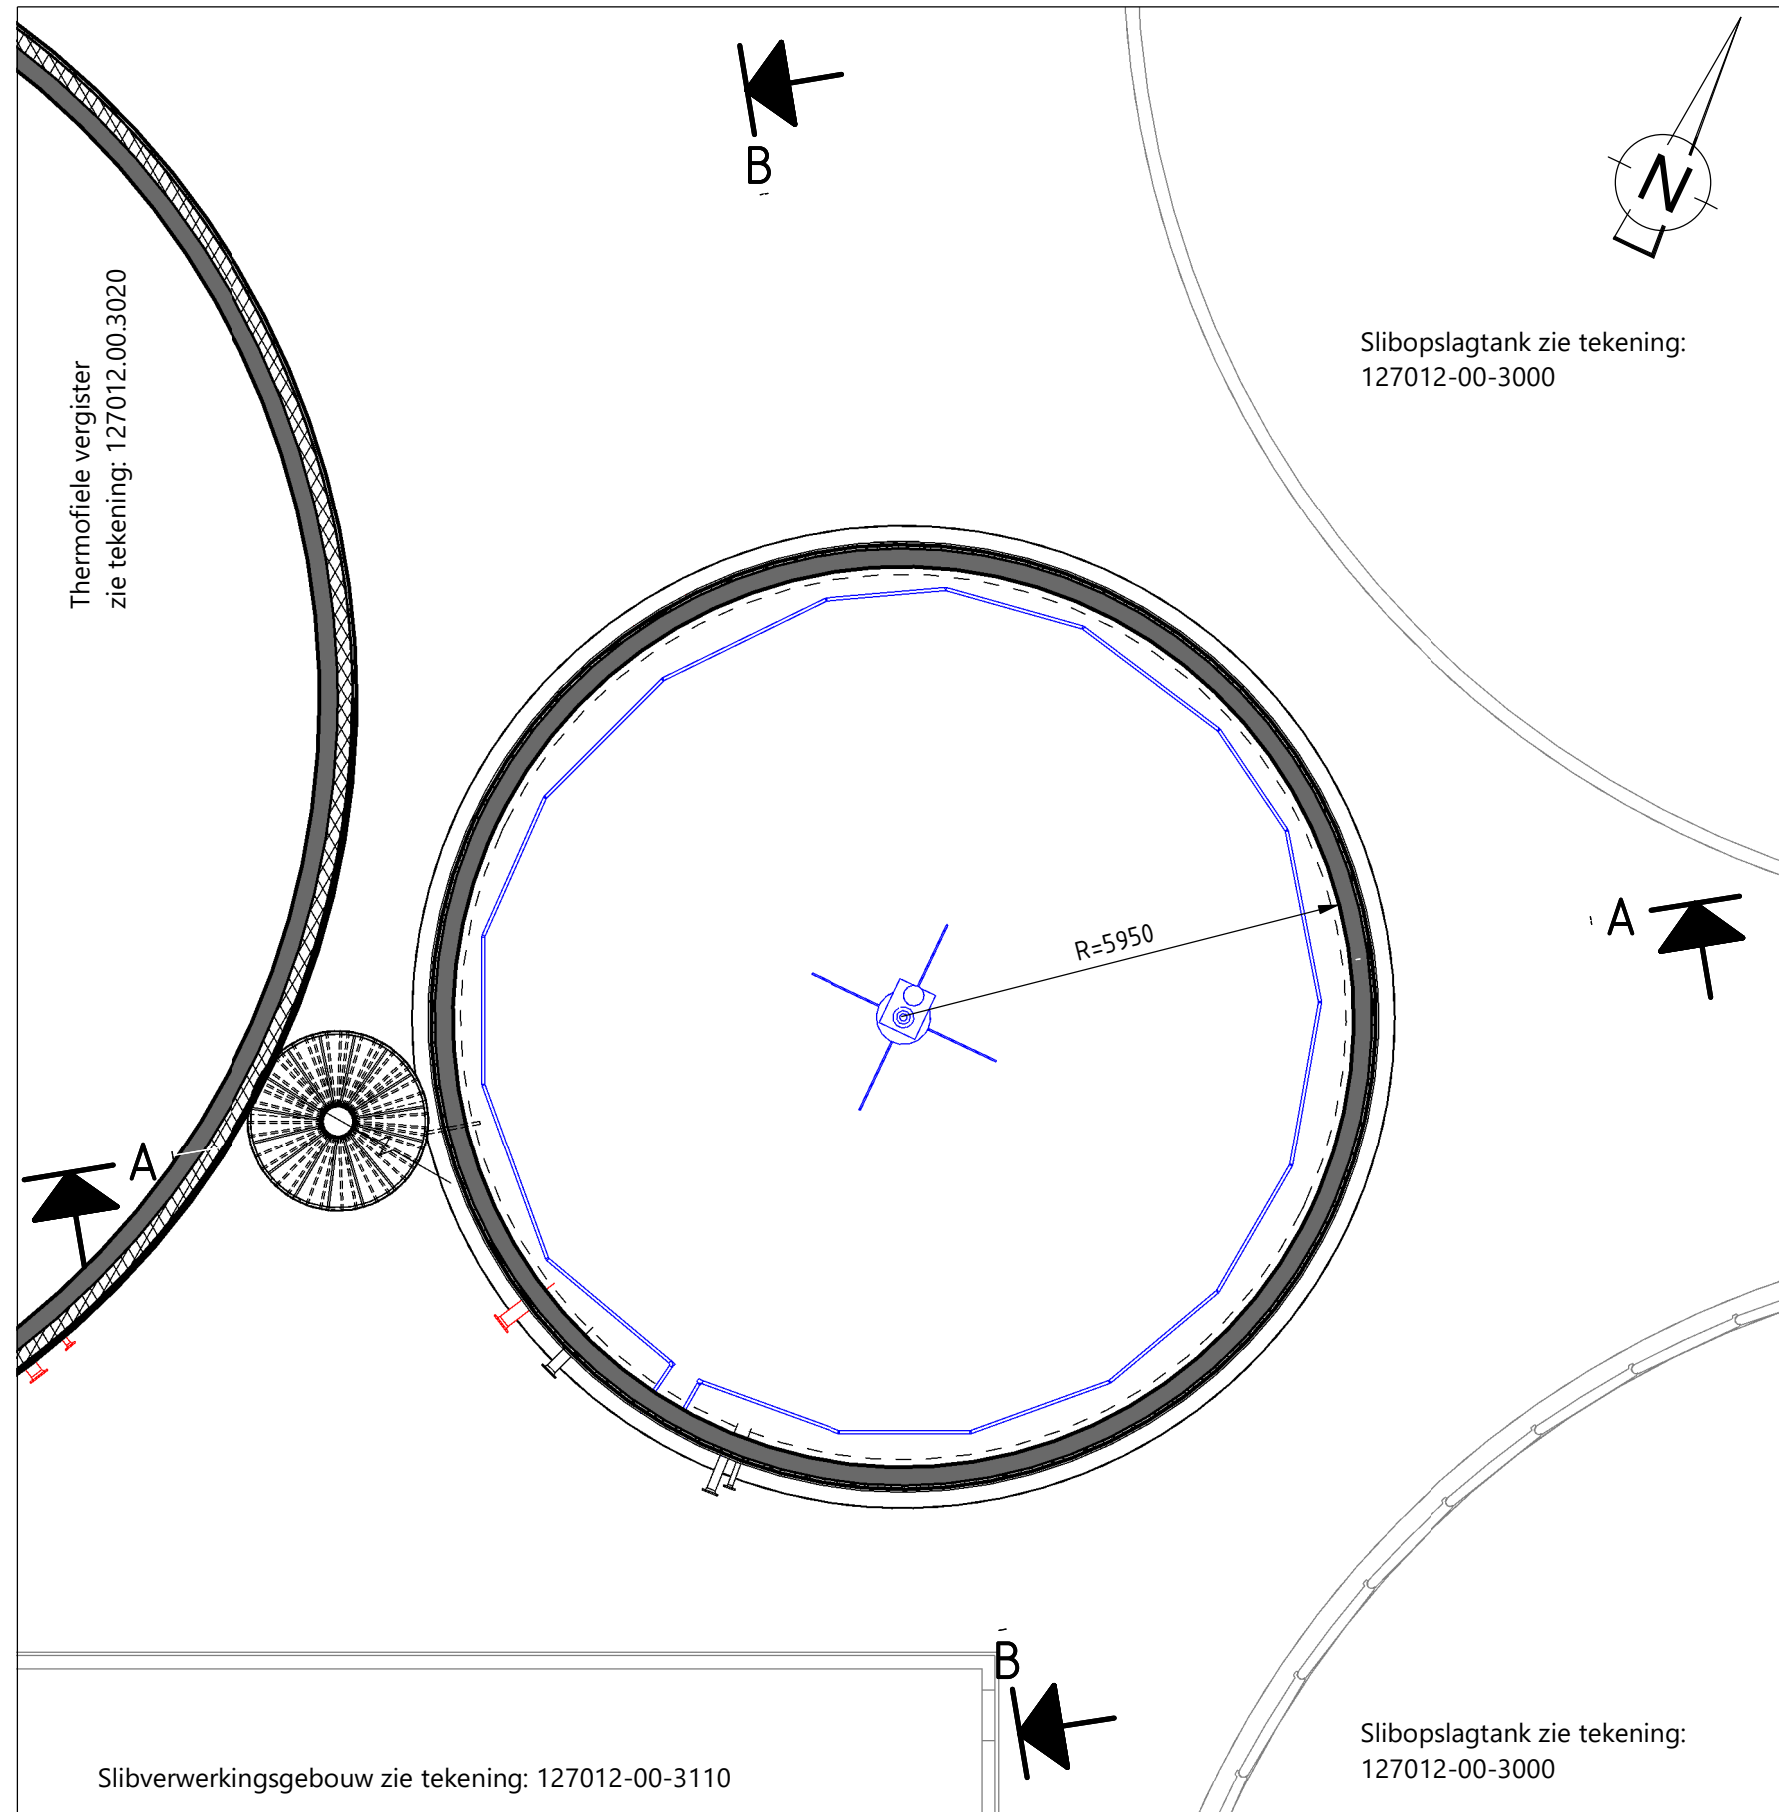 B
N
Thermofiele vergister
zie tekening: 127012.00.3020
Slibopslagtank zie tekening:
127012-00-3000
R=5950
A
A
B
Slibverwerkingsgebouw zie tekening: 127012-00-3110
Slibopslagtank zie tekening:
127012-00-3000